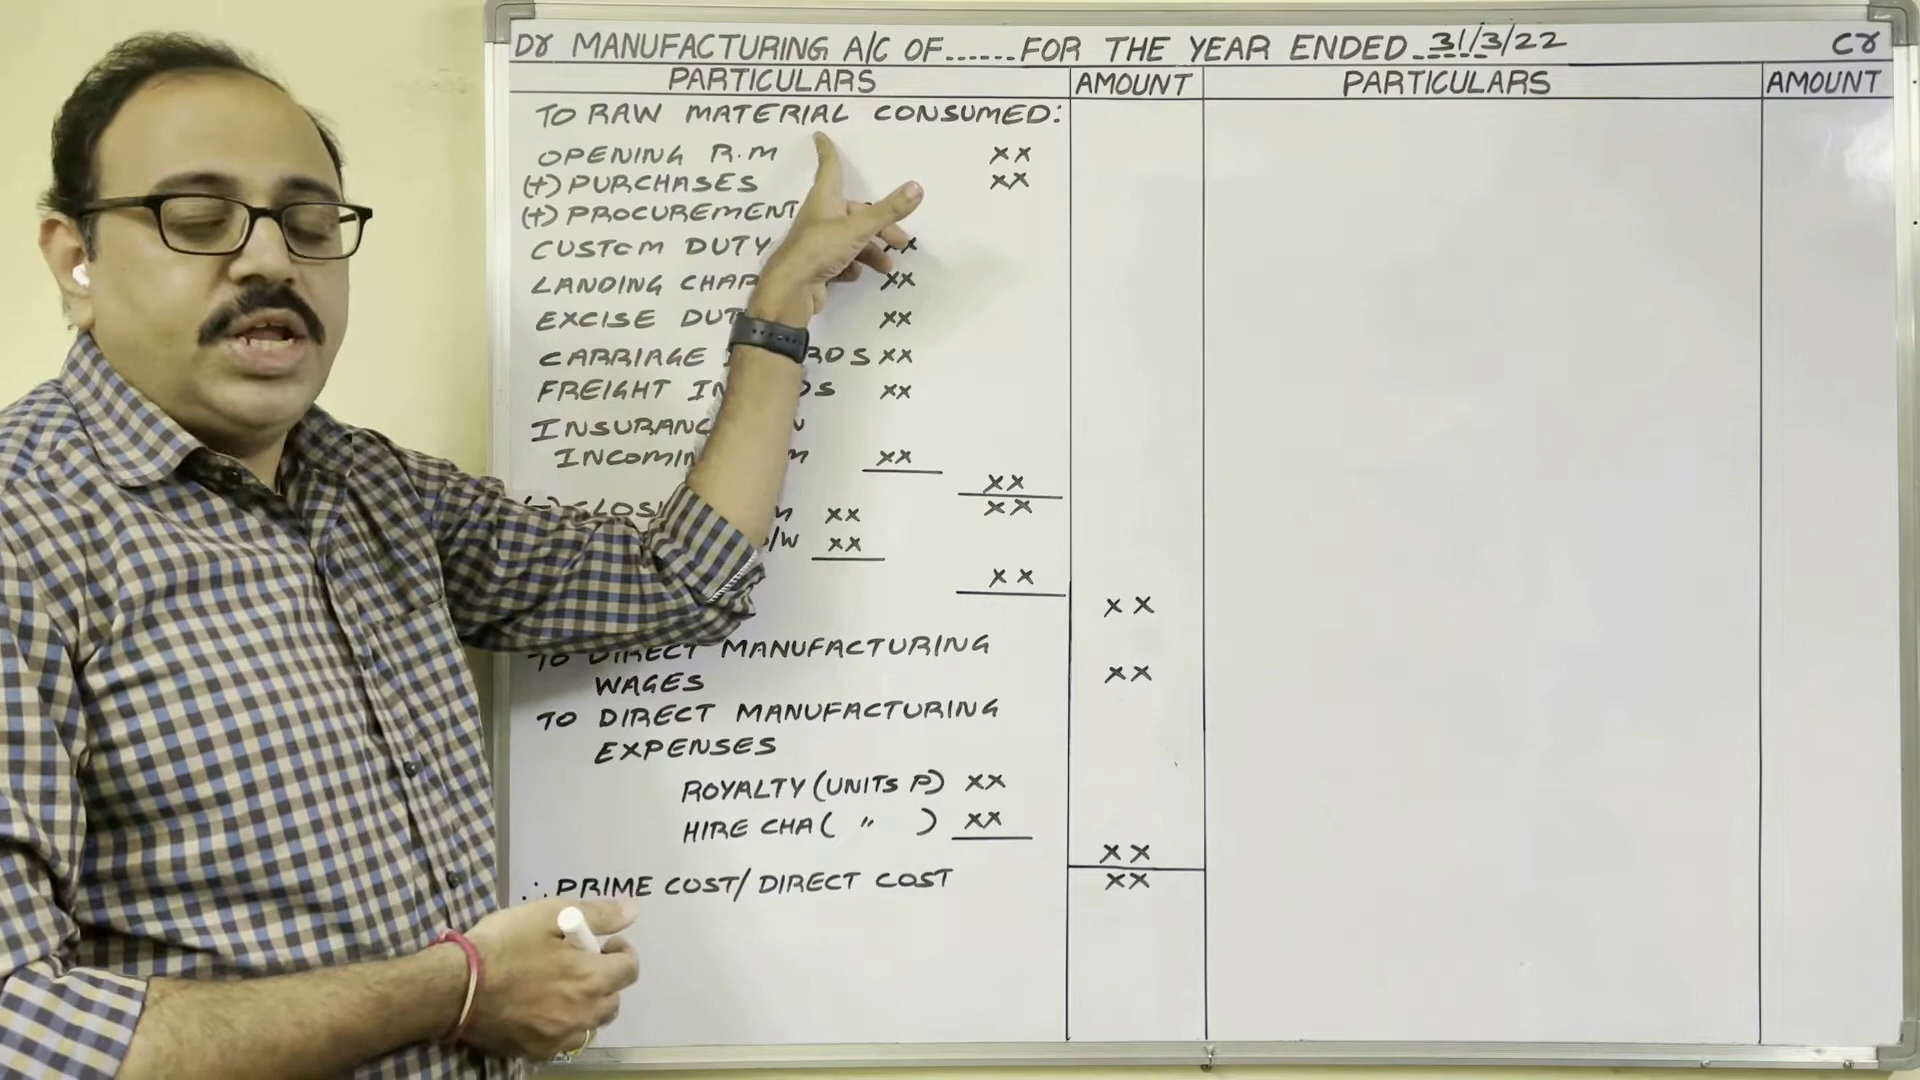 Dr MANUFACTURING A/C OF......FOR THE YEAR ENDED 31/3/22 Cr
PARTICULARS AMOUNT PARTICULARS AMOUNT
TO RAW MATERIAL CONSUMED:
OPENING R.M XX
(+) PURCHASES XX
(+) PROCUREMENT
CUSTOM DUTY XX
LANDING XX
EXCISE XX
CARRIAGE XX
FREIGHT XX
XX
XX
XX XX
XX
XX
XX
XX
TO DIRECT MANUFACTURING
WAGES XX
TO DIRECT MANUFACTURING
EXPENSES
ROYALTY (UNITS P) XX
HIRE CHA ( " ) XX
XX
∴ PRIME COST/ DIRECT COST XX